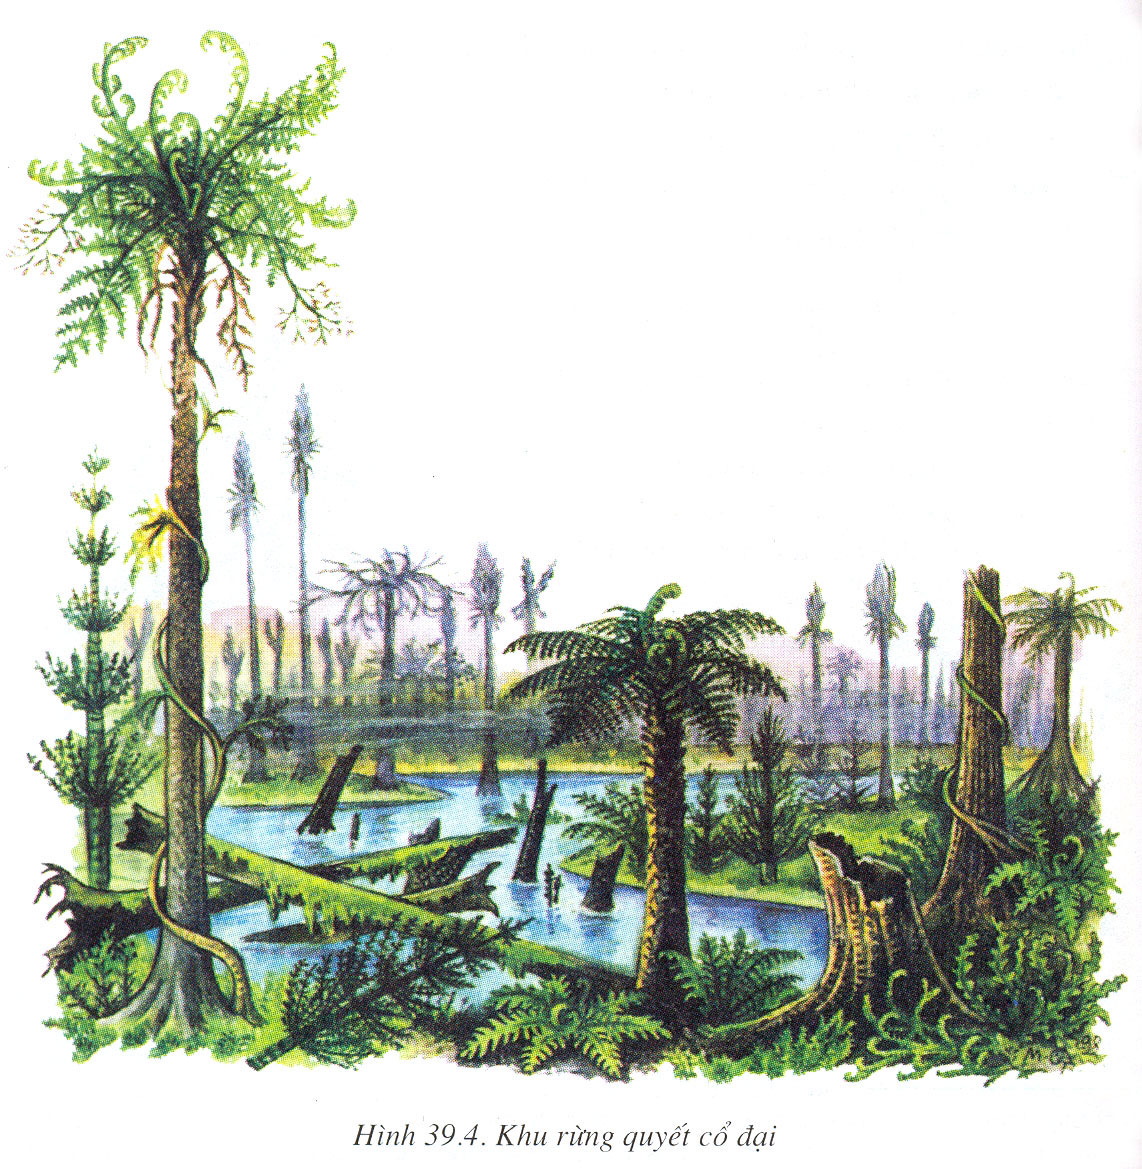 Hình 39.4. Khu rừng quyết cổ đại